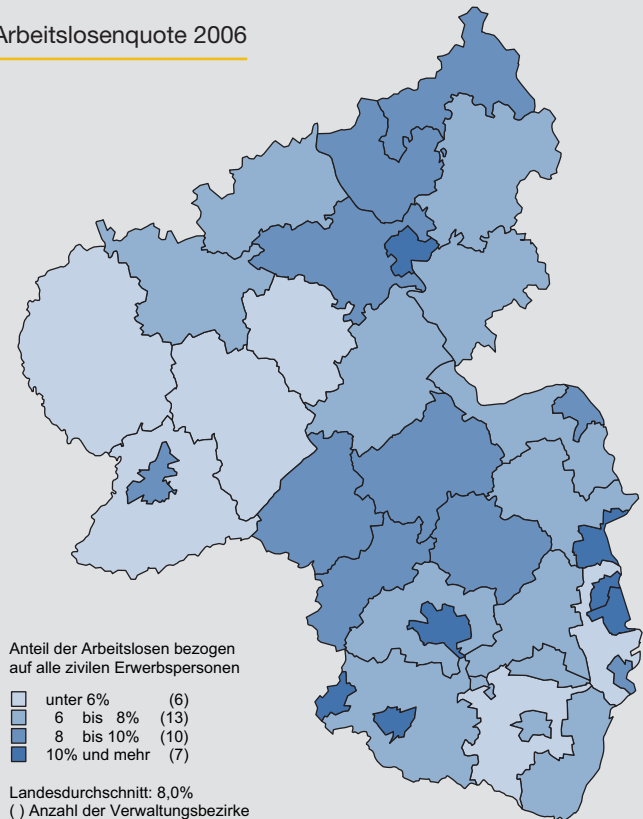 Arbeitslosenquote 2006
Anteil der Arbeitslosen bezogen
auf alle zivilen Erwerbspersonen
unter 6% (6)
6 bis 8% (13)
8 bis 10% (10)
10% und mehr (7)
Landesdurchschnitt: 8,0%
( ) Anzahl der Verwaltungsbezirke